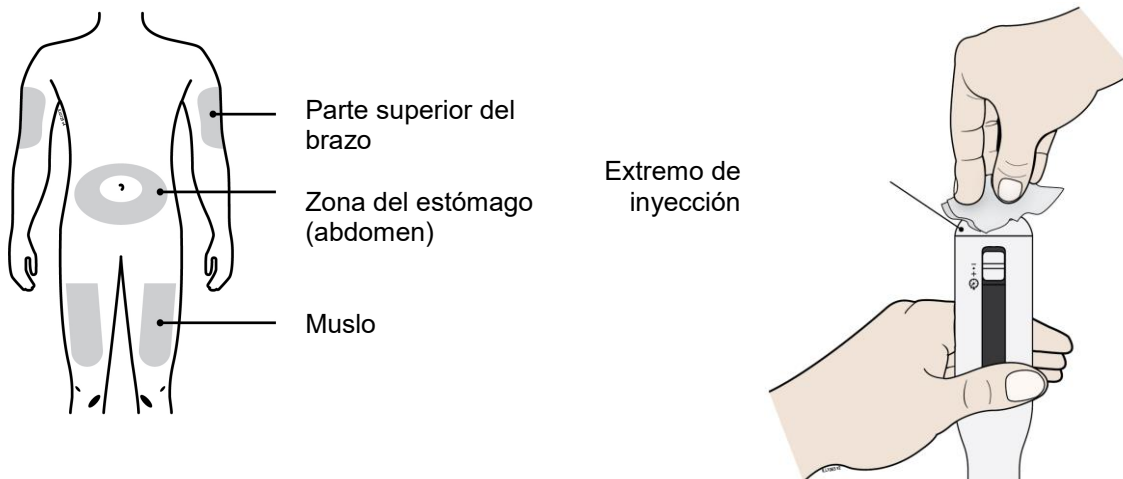 Parte superior del
brazo
Zona del estómago
(abdomen)
Muslo
Extremo de
inyección